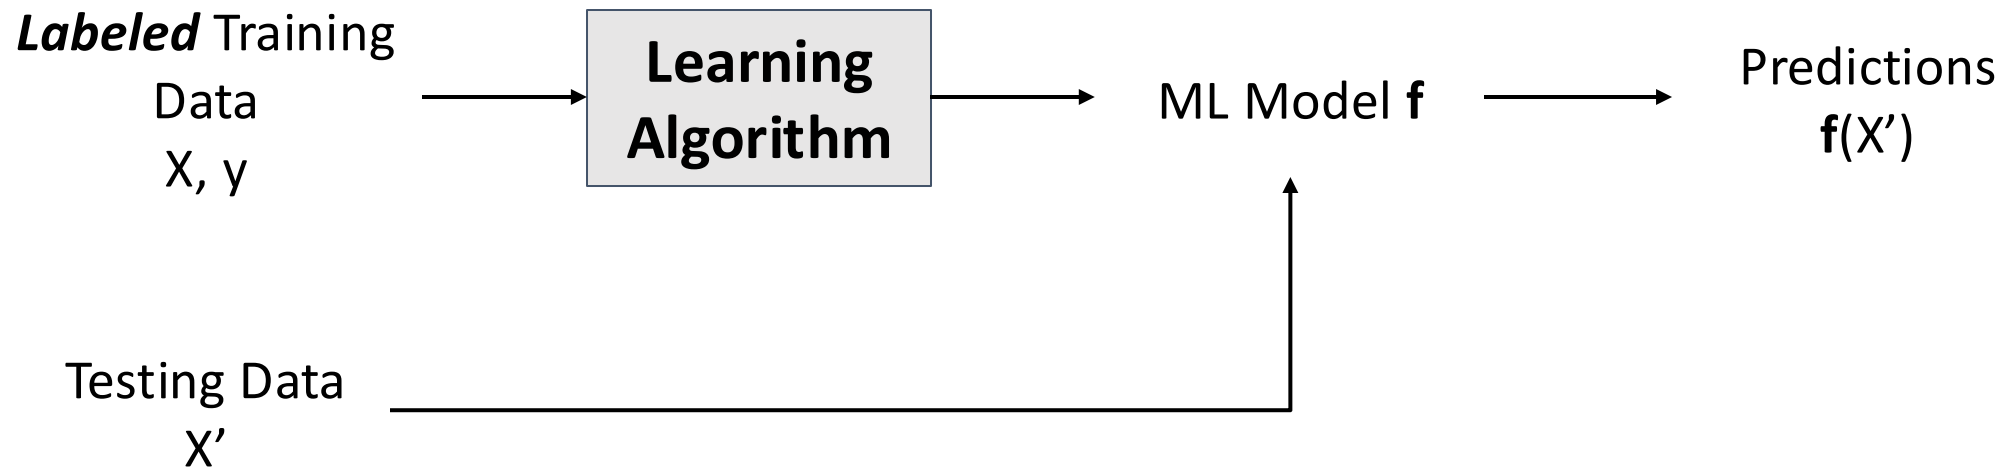 Labeled Training
Data
X, y
Learning
Algorithm
ML Model f
Predictions
f(X’)
Testing Data
X’